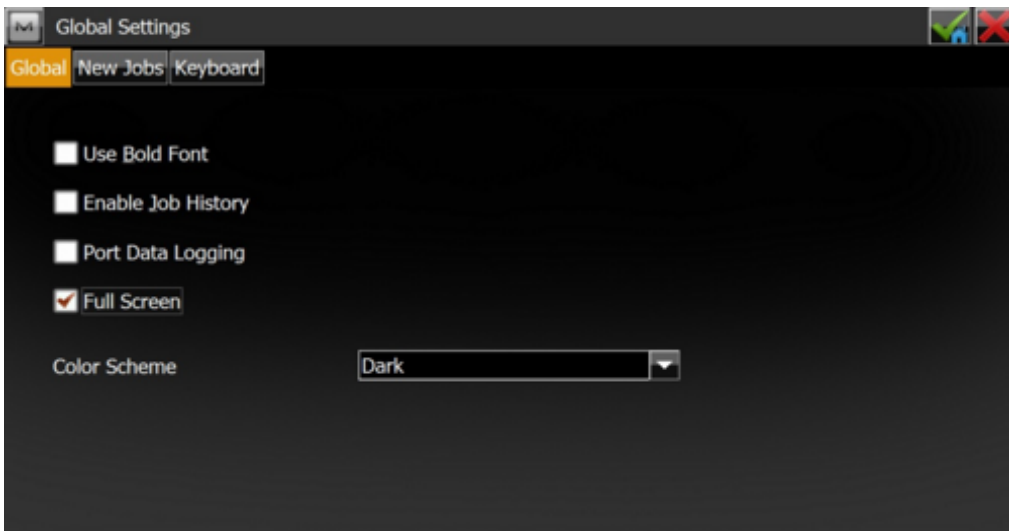 Global Settings
Global New Jobs Keyboard
Use Bold Font
Enable Job History
Port Data Logging
Full Screen
Color Scheme Dark